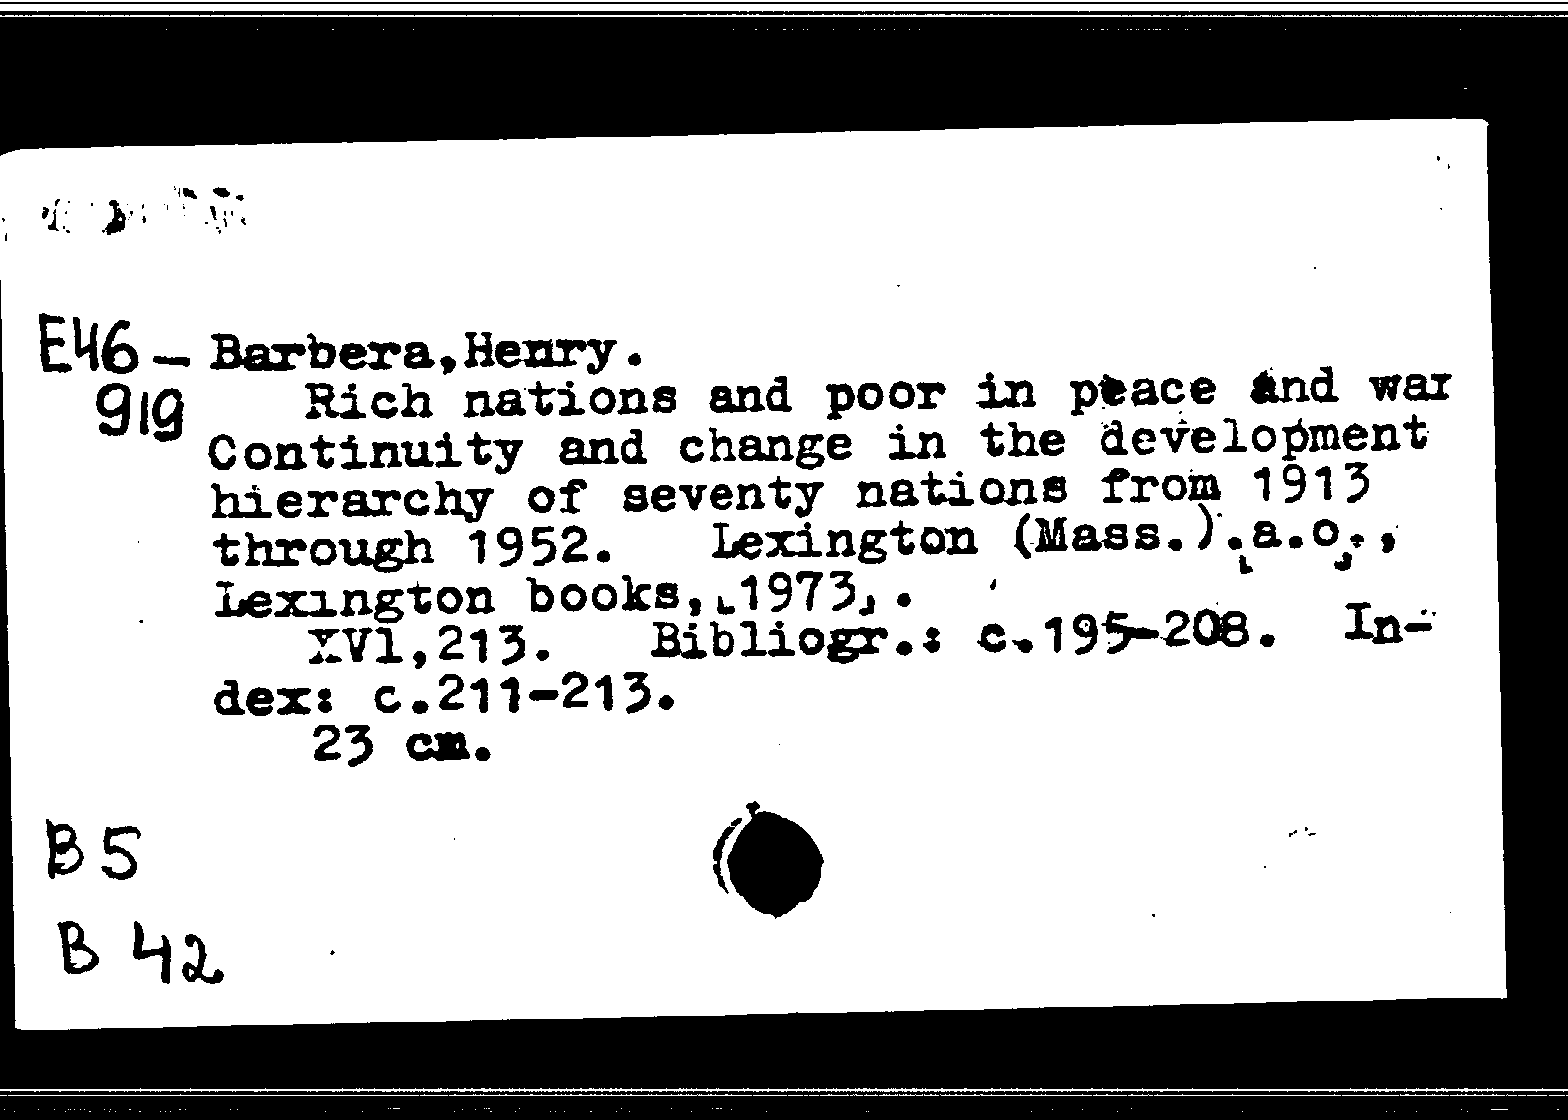 E46- Barbera,Henry.
919 Rich nations and poor in peace and war
Continuity and change in the development
hierarchy of seventy nations from 1913
through 1952. Lexington (Mass.).[a.o.],
Lexington books,[1973].
XVl,213. Bibliogr.: c.195-208. In-
dex: c.211-213.
23 cm.
B 5
B 42